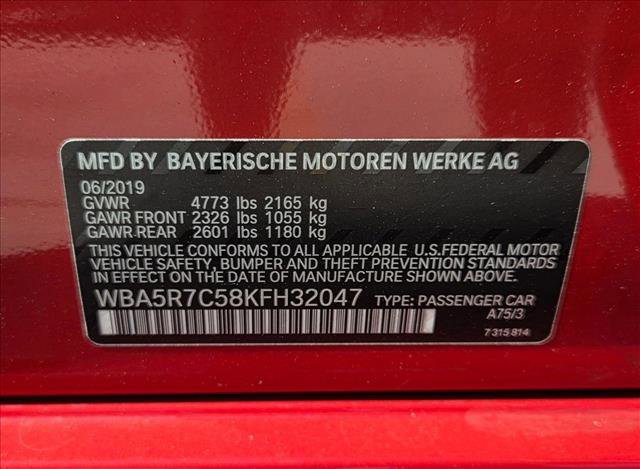 MFD BY BAYERISCHE MOTOREN WERKE AG
06/2019
GVWR 4773 lbs 2165 kg
GAWR FRONT 2326 lbs 1055 kg
GAWR REAR 2601 lbs 1180 kg
THIS VEHICLE CONFORMS TO ALL APPLICABLE U.S. FEDERAL MOTOR
VEHICLE SAFETY, BUMPER AND THEFT PREVENTION STANDARDS
IN EFFECT ON THE DATE OF MANUFACTURE SHOWN ABOVE.
WBA5R7C58KFH32047 TYPE: PASSENGER CAR
A75/3
7 315 814